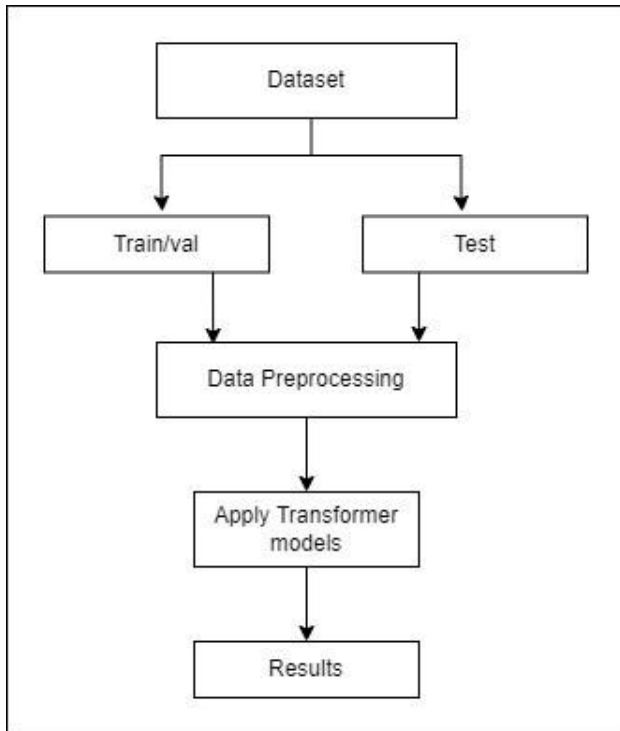 Dataset
Train/val
Test
Data Preprocessing
Apply Transformer
models
Results